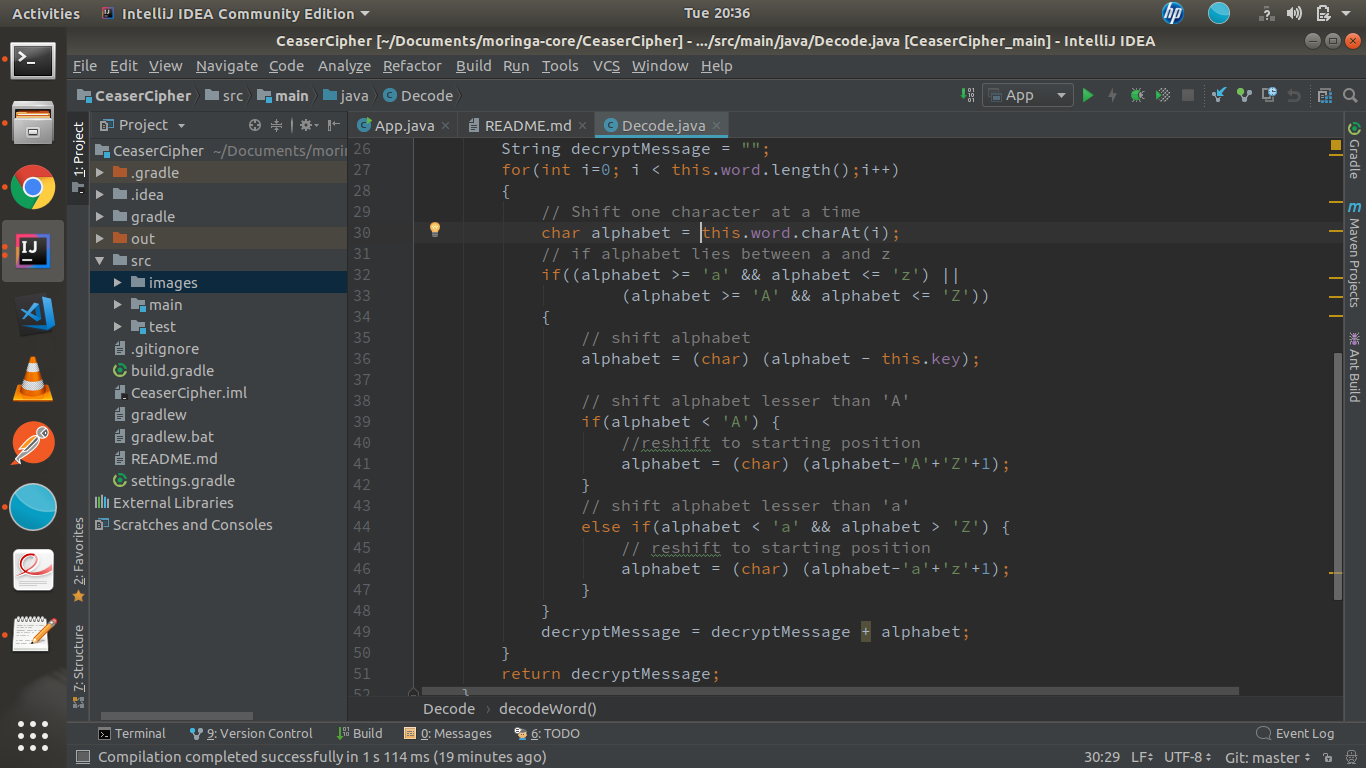 Activities IntelliJ IDEA Community Edition Tue 20:36
CeaserCipher [~/Documents/moringa-core/CeaserCipher] - .../src/main/java/Decode.java [CeaserCipher_main] - IntelliJ IDEA
File Edit View Navigate Code Analyze Refactor Build Run Tools VCS Window Help
CeaserCipher src main java Decode App
1: Project
Project
CeaserCipher ~/Documents/morin
.gradle
.idea
gradle
out
src
images
main
test
.gitignore
build.gradle
CeaserCipher.iml
gradlew
gradlew.bat
README.md
settings.gradle
External Libraries
Scratches and Consoles
2: Favorites
7: Structure
App.java README.md Decode.java
26 String decryptMessage = "";
27 for(int i=0; i < this.word.length();i++)
28 {
29 // Shift one character at a time
30 char alphabet = this.word.charAt(i);
31 // if alphabet lies between a and z
32 if((alphabet >= 'a' && alphabet <= 'z') ||
33 (alphabet >= 'A' && alphabet <= 'Z'))
34 {
35 // shift alphabet
36 alphabet = (char) (alphabet - this.key);
37
38 // shift alphabet lesser than 'A'
39 if(alphabet < 'A') {
40 //reshift to starting position
41 alphabet = (char) (alphabet-'A'+'Z'+1);
42 }
43 // shift alphabet lesser than 'a'
44 else if(alphabet < 'a' && alphabet > 'Z') {
45 // reshift to starting position
46 alphabet = (char) (alphabet-'a'+'z'+1);
47 }
48 }
49 decryptMessage = decryptMessage + alphabet;
50 }
51 return decryptMessage;
52 }
Gradle
Maven Projects
Ant Build
Decode › decodeWord()
Terminal 9: Version Control Build 0: Messages 6: TODO Event Log
Compilation completed successfully in 1 s 114 ms (19 minutes ago) 30:29 LF UTF-8 Git: master